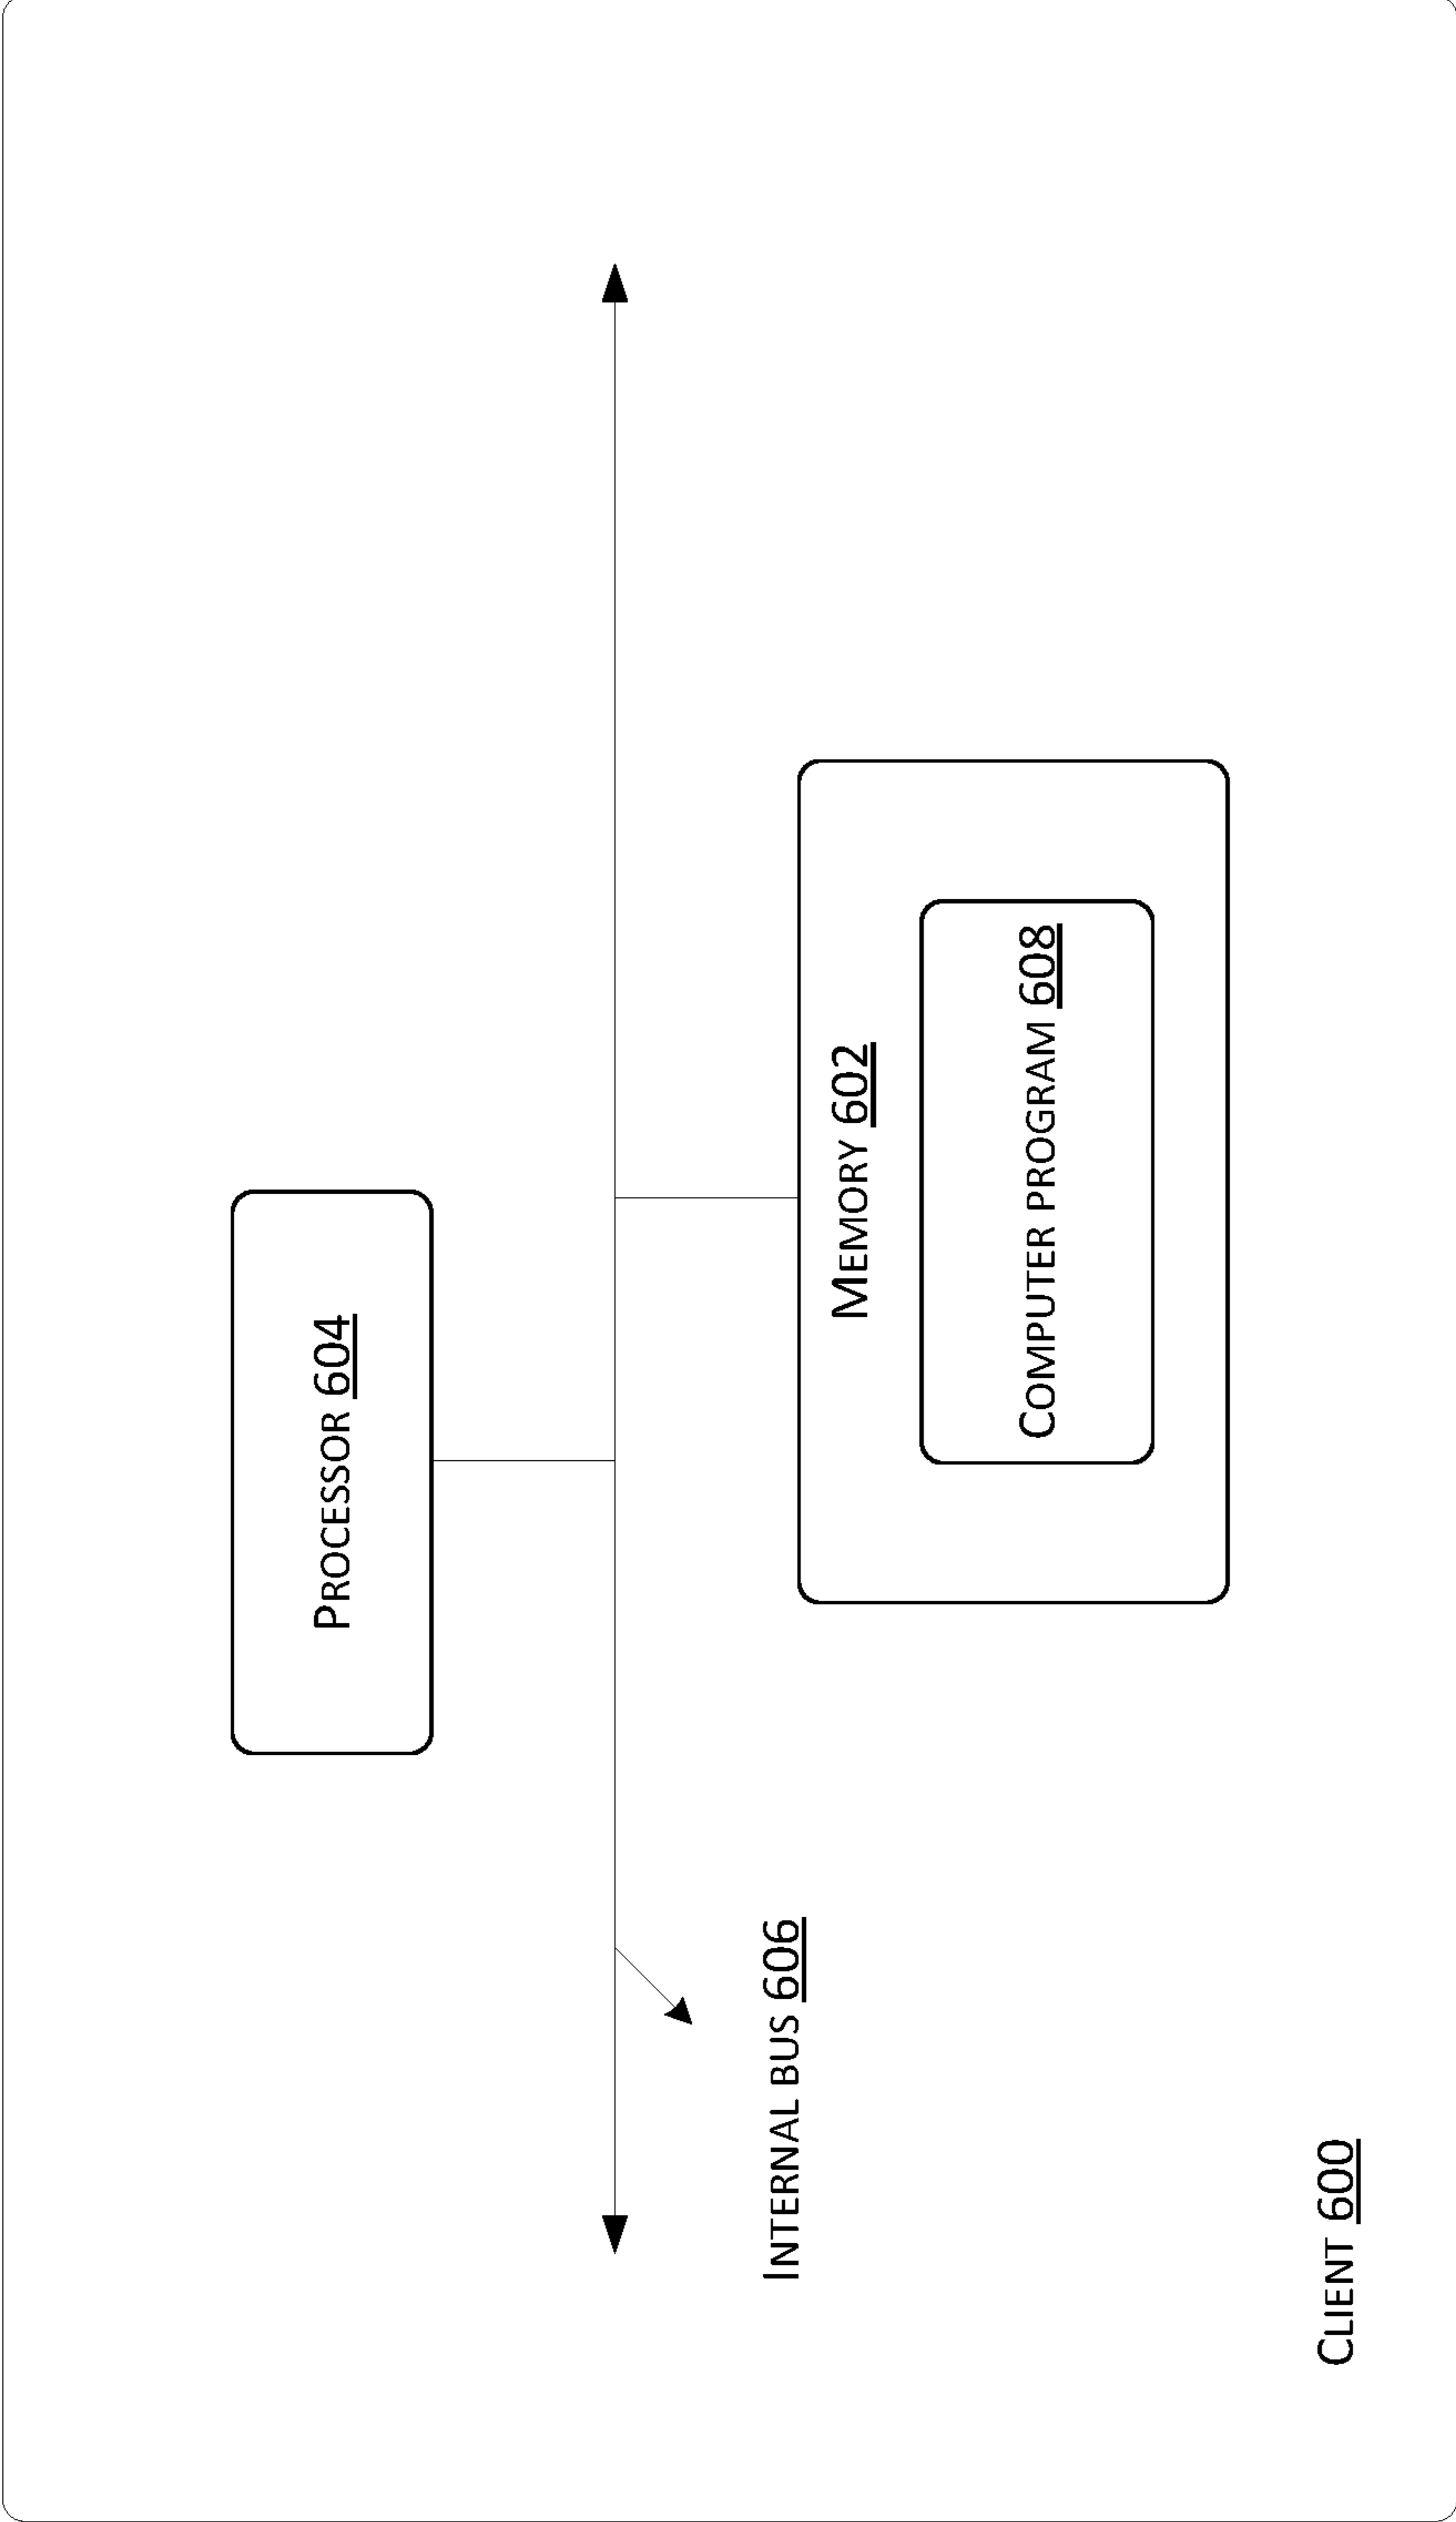 PROCESSOR 604
INTERNAL BUS 606
MEMORY 602
COMPUTER PROGRAM 608
CLIENT 600